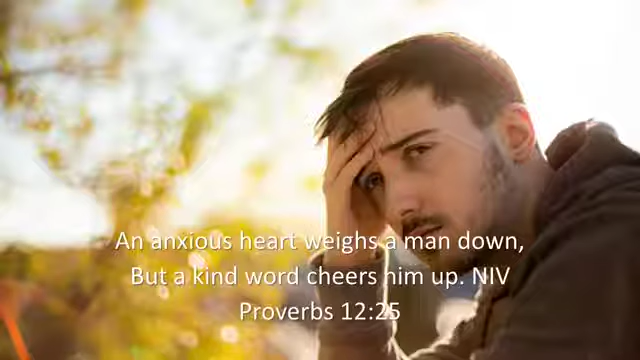 An anxious heart weighs a man down,
But a kind word cheers him up. NIV
Proverbs 12:25